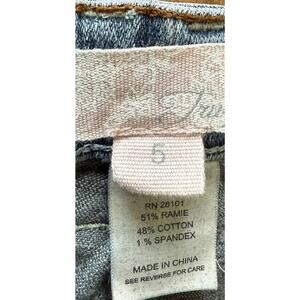 5
RN 28101
51% RAMIE
48% COTTON
1% SPANDEX
MADE IN CHINA
SEE REVERSE FOR CARE